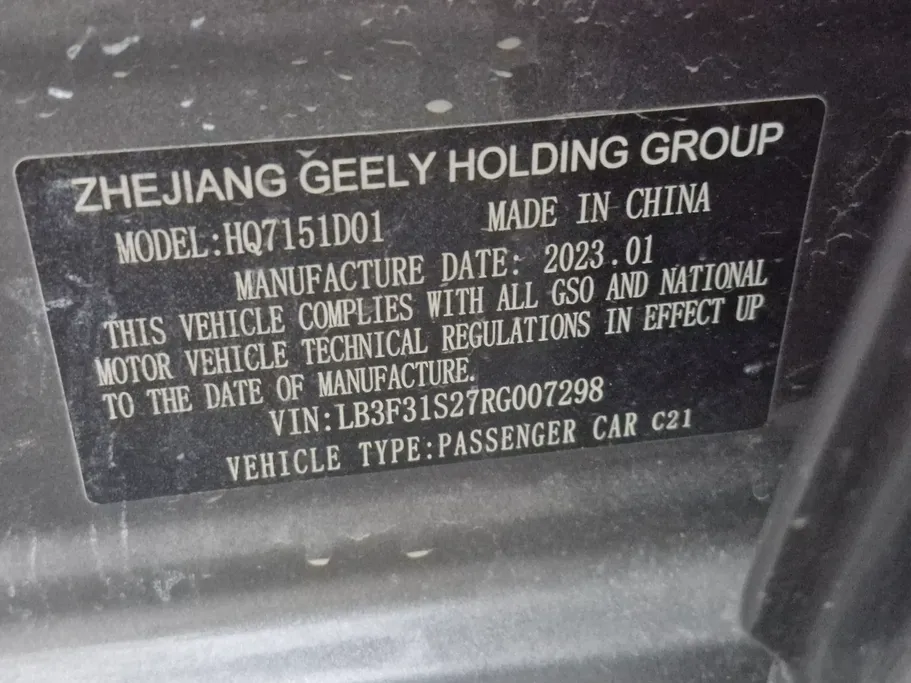 ZHEJIANG GEELY HOLDING GROUP
MODEL:HQ7151D01 MADE IN CHINA
MANUFACTURE DATE: 2023.01
THIS VEHICLE COMPLIES WITH ALL GSO AND NATIONAL
MOTOR VEHICLE TECHNICAL REGULATIONS IN EFFECT UP
TO THE DATE OF MANUFACTURE.
VIN:LB3F31S27RG007298
VEHICLE TYPE:PASSENGER CAR C21